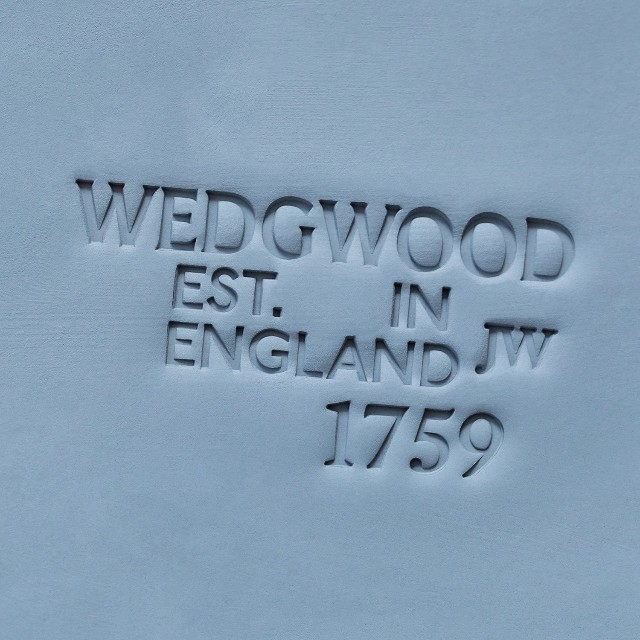 WEDGWOOD
EST. IN
ENGLAND JW
1759